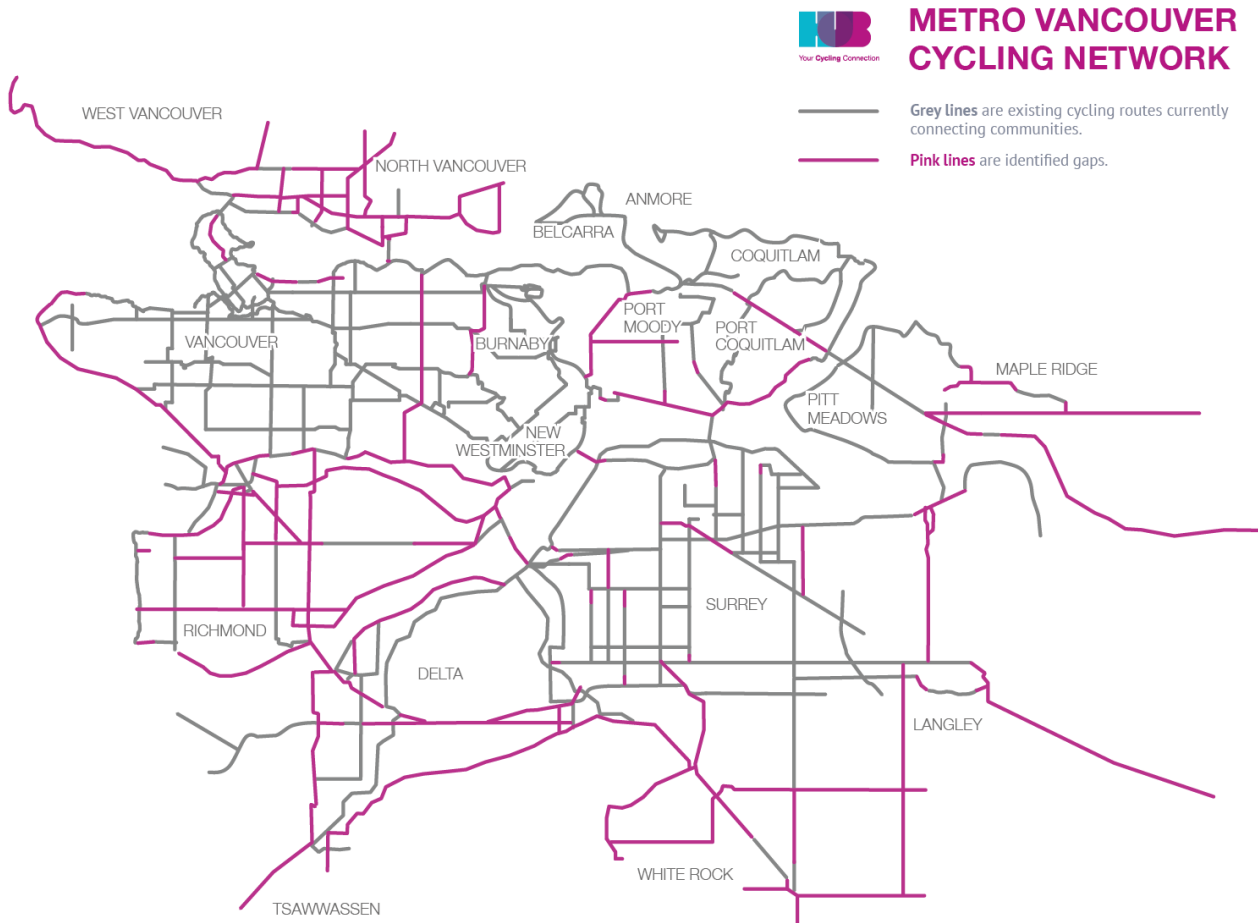 HUB
Your Cycling Connection
METRO VANCOUVER
CYCLING NETWORK
Grey lines are existing cycling routes currently
connecting communities.
Pink lines are identified gaps.
WEST VANCOUVER
NORTH VANCOUVER
ANMORE
BELCARRA
COQUITLAM
PORT
MOODY
PORT
COQUITLAM
VANCOUVER
BURNABY
MAPLE RIDGE
PITT
MEADOWS
NEW
WESTMINSTER
SURREY
RICHMOND
DELTA
LANGLEY
WHITE ROCK
TSAWWASSEN